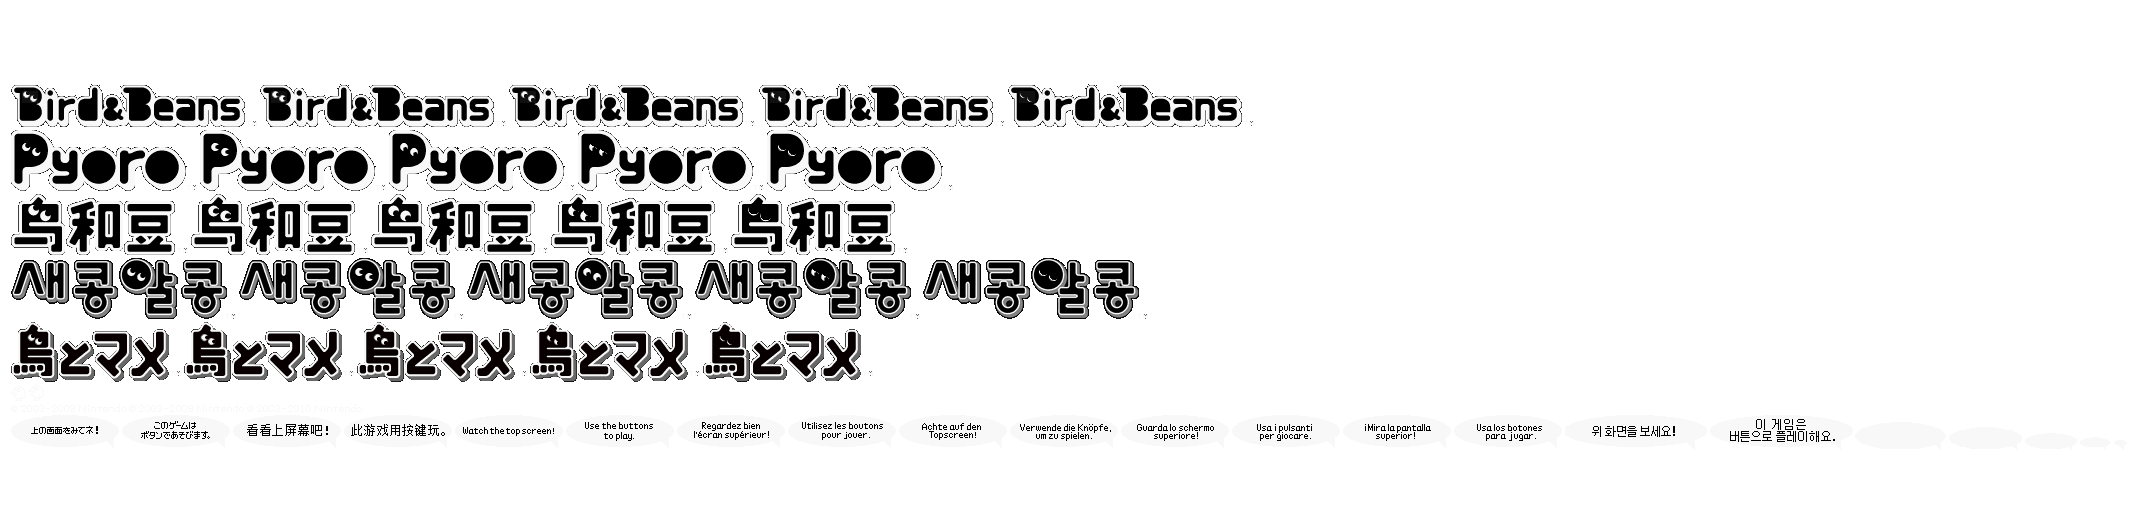 Bird&Beans Bird&Beans Bird&Beans Bird&Beans Bird&Beans
Pyoro Pyoro Pyoro Pyoro Pyoro
鸟和豆 鸟和豆 鸟和豆 鸟和豆 鸟和豆
새콩알콩 새콩알콩 새콩알콩 새콩알콩 새콩알콩
鳥とマメ 鳥とマメ 鳥とマメ 鳥とマメ 鳥とマメ
上の画面をみてネ!
このゲームは
ボタンであそびます。
看看上屏幕吧!
此游戏用按键玩。
Watch the top screen!
Use the buttons
to play.
Regardez bien
l'écran supérieur!
Utilisez les boutons
pour jouer.
Achte auf den
Topscreen!
Verwende die Knöpfe,
um zu spielen.
Guarda lo schermo
superiore!
Usa i pulsanti
per giocare.
¡Mira la pantalla
superior!
Usa los botones
para jugar.
위 화면을 보세요!
이 게임은
버튼으로 플레이해요.